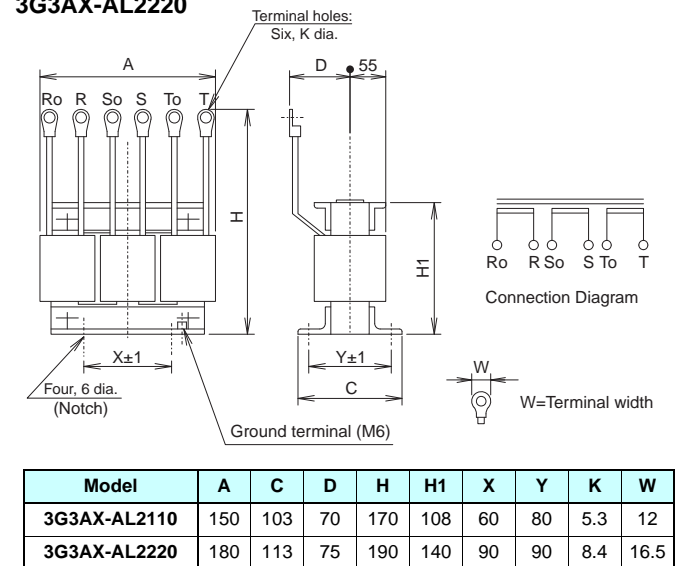 3G3AX-AL2220
Terminal holes:
Six, K dia.
A
D
55
Ro R So S To T
H
H1
Ro R So S To T
Connection Diagram
X±1
Y±1
C
W
W=Terminal width
Four, 6 dia.
(Notch)
Ground terminal (M6)
Model A C D H H1 X Y K W
3G3AX-AL2110 150 103 70 170 108 60 80 5.3 12
3G3AX-AL2220 180 113 75 190 140 90 90 8.4 16.5